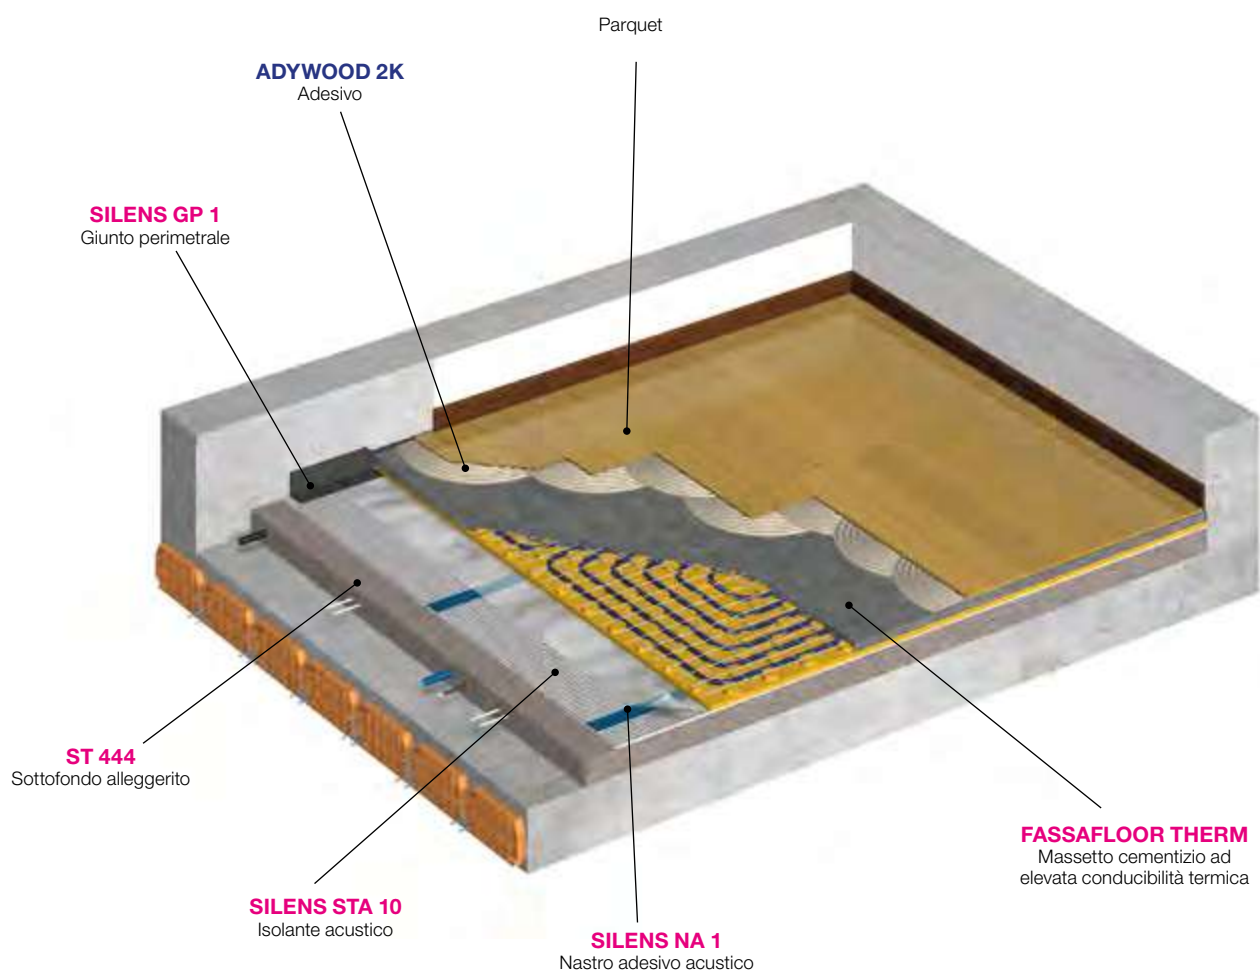 Parquet
ADYWOOD 2K
Adesivo
SILENS GP 1
Giunto perimetrale
ST 444
Sottofondo alleggerito
SILENS STA 10
Isolante acustico
SILENS NA 1
Nastro adesivo acustico
FASSAFLOOR THERM
Massetto cementizio ad
elevata conducibilità termica